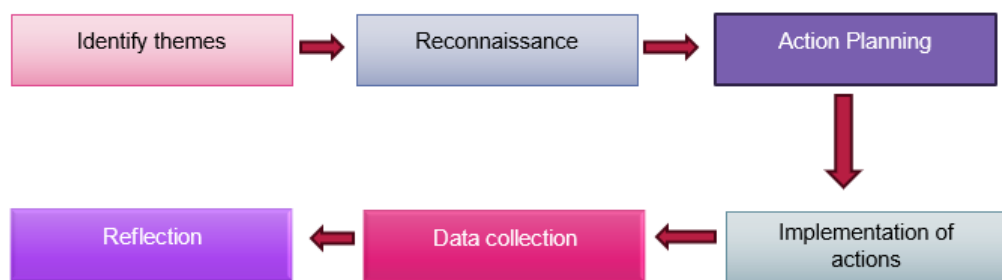 Identify themes
Reconnaissance
Action Planning
Implementation of
actions
Data collection
Reflection